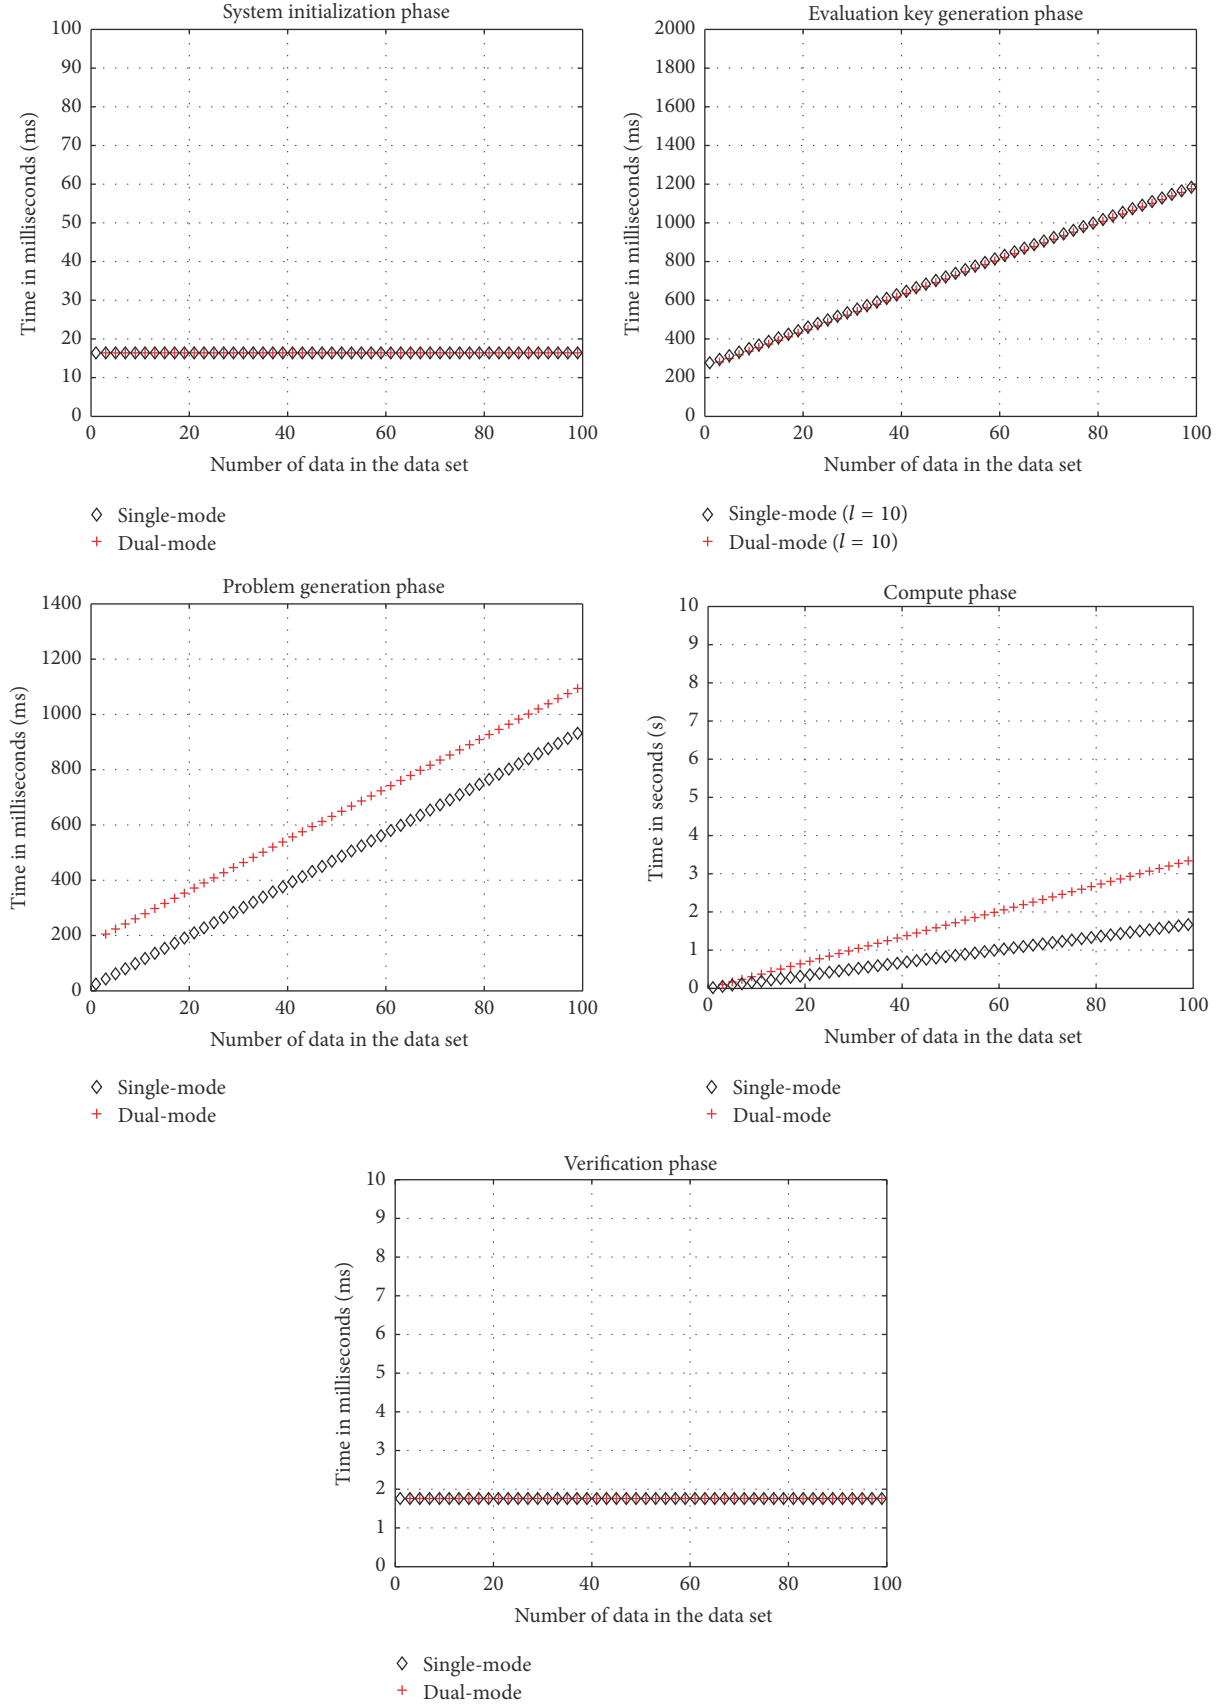 System initialization phase
100
90
80
70
60
50
40
30
20
10
0
Time in milliseconds (ms)
0 20 40 60 80 100
Number of data in the data set
Single-mode
Dual-mode
Evaluation key generation phase
2000
1800
1600
1400
1200
1000
800
600
400
200
0
Time in milliseconds (ms)
0 20 40 60 80 100
Number of data in the data set
Single-mode (l = 10)
Dual-mode (l = 10)
Problem generation phase
1400
1200
1000
800
600
400
200
0
Time in milliseconds (ms)
0 20 40 60 80 100
Number of data in the data set
Single-mode
Dual-mode
Compute phase
10
9
8
7
6
5
4
3
2
1
0
Time in seconds (s)
0 20 40 60 80 100
Number of data in the data set
Single-mode
Dual-mode
Verification phase
10
9
8
7
6
5
4
3
2
1
0
Time in milliseconds (ms)
0 20 40 60 80 100
Number of data in the data set
Single-mode
Dual-mode